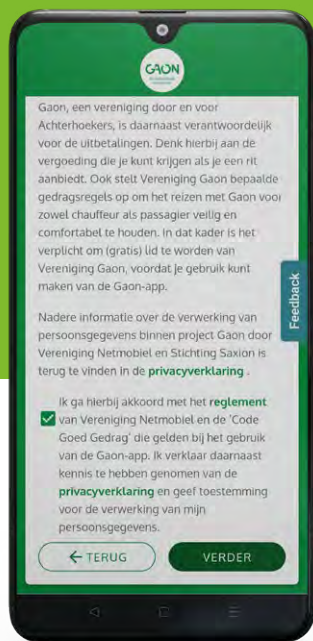 GAON
Gaon, een vereniging door en voor
Achterhoekers, is daarnaast verantwoordelijk
voor de uitbetalingen. Denk hierbij aan de
vergoeding die je kunt krijgen als je een rit
aanbiedt. Ook stelt Vereniging Gaon bepaalde
gedragsregels op om het reizen met Gaon voor
zowel chauffeur als passagier veilig en
comfortabel te houden. In dat kader is het
verplicht om (gratis) lid te worden van
Vereniging Gaon, voordat je gebruik kunt
maken van de Gaon-app.
Feedback
Nadere informatie over de verwerking van
persoonsgegevens binnen project Gaon door
Vereniging Netmobiel en Stichting Saxion is
terug te vinden in de privacyverklaring .
Ik ga hierbij akkoord met het reglement
van Vereniging Netmobiel en de 'Code
Goed Gedrag' die gelden bij het gebruik
van de Gaon-app. Ik verklaar daarnaast
kennis te hebben genomen van de
privacyverklaring en geef toestemming
voor de verwerking van mijn
persoonsgegevens.
← TERUG
VERDER